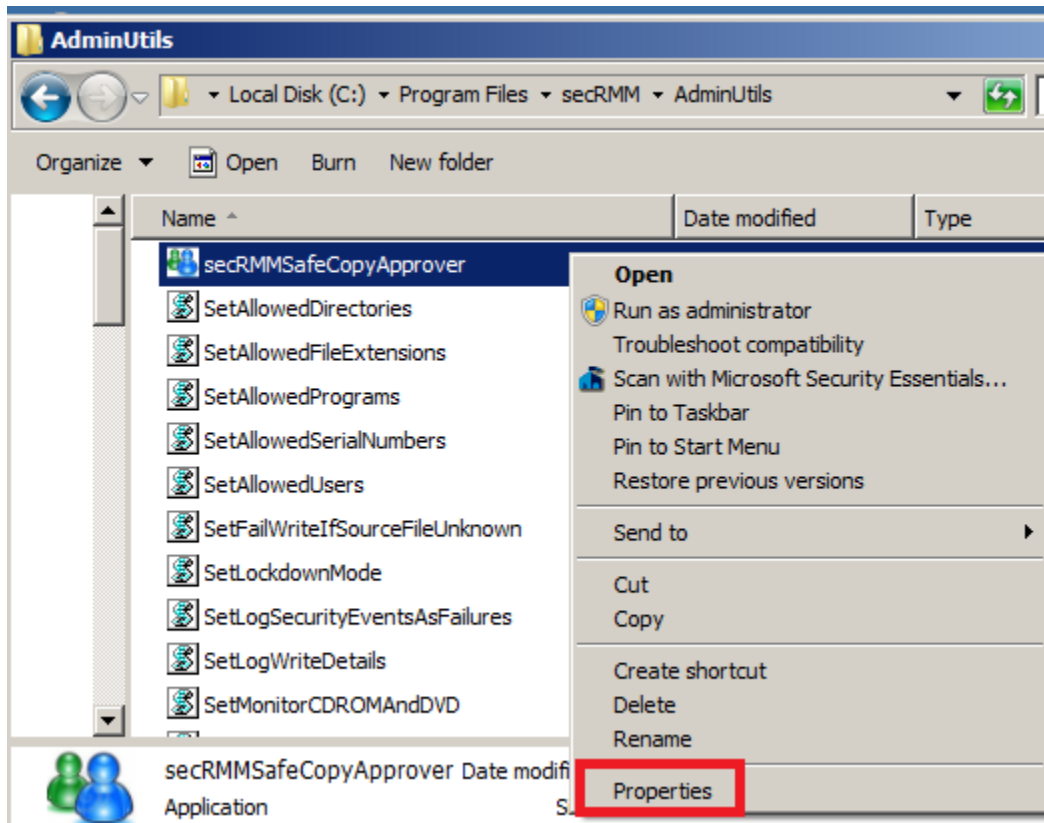 AdminUtils
Local Disk (C:) Program Files secRMM AdminUtils
Organize Open Burn New folder
Name Date modified Type
secRMMSafeCopyApprover
SetAllowedDirectories
SetAllowedFileExtensions
SetAllowedPrograms
SetAllowedSerialNumbers
SetAllowedUsers
SetFailWriteIfSourceFileUnknown
SetLockdownMode
SetLogSecurityEventsAsFailures
SetLogWriteDetails
SetMonitorCDROMAndDVD
Open
Run as administrator
Troubleshoot compatibility
Scan with Microsoft Security Essentials...
Pin to Taskbar
Pin to Start Menu
Restore previous versions
Send to
Cut
Copy
Create shortcut
Delete
Rename
Properties
secRMMSafeCopyApprover Date modifi
Application S